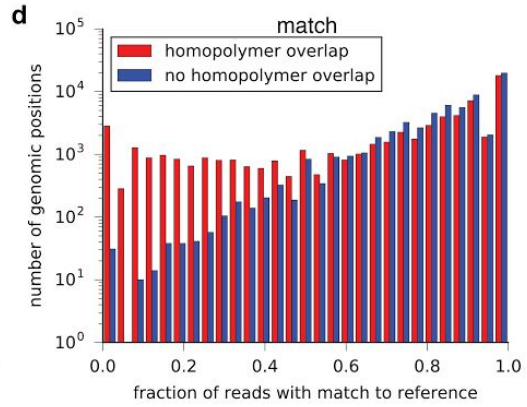 d
match
homopolymer overlap
no homopolymer overlap
number of genomic positions
10^5
10^4
10^3
10^2
10^1
10^0
0.0 0.2 0.4 0.6 0.8 1.0
fraction of reads with match to reference